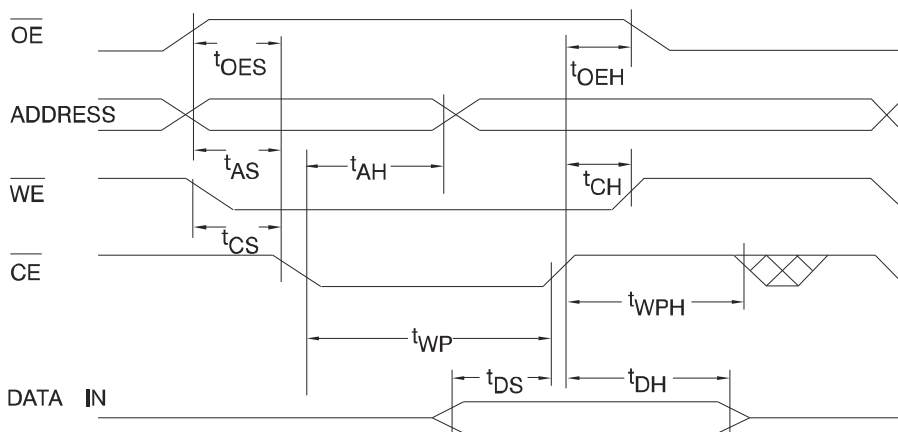 OE
tOES
tOEH
ADDRESS
tAS
tAH
tCH
WE
tCS
CE
tWPH
tWP
tDS
tDH
DATA IN